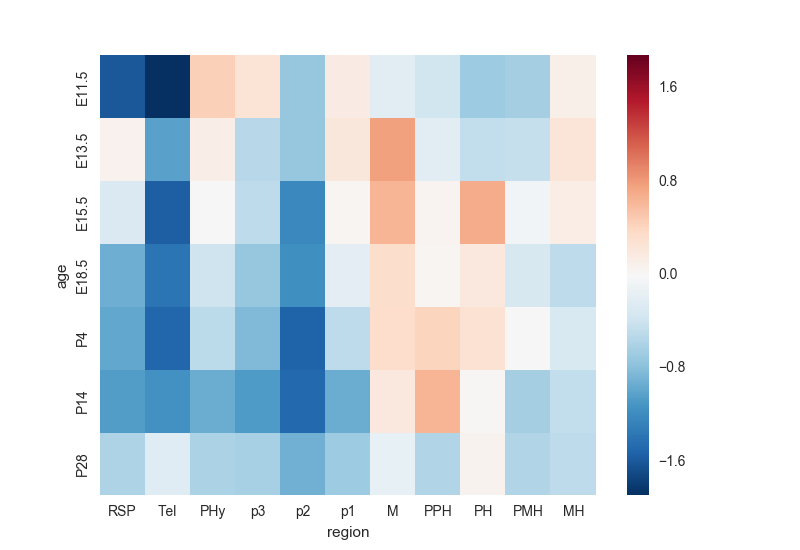 age
E11.5
E13.5
E15.5
E18.5
P4
P14
P28
RSP Tel PHy p3 p2 p1 M PPH PH PMH MH
region
1.6
0.8
0.0
−0.8
−1.6